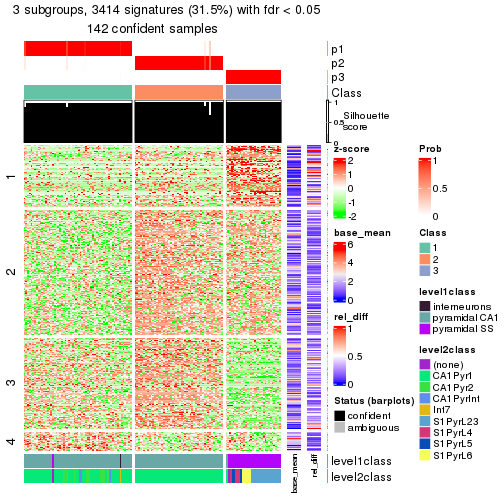 3 subgroups, 3414 signatures (31.5%) with fdr < 0.05
142 confident samples
p1
p2
p3
Class
1
0.5
0
Silhouette
score
1
2
3
4
level1class
level2class
base_mean
rel_diff
z-score
2
1
0
-1
-2
base_mean
6
4
2
0
rel_diff
1
0.5
0
Status (barplots)
confident
ambiguous
Prob
1
0.5
0
Class
1
2
3
level1class
interneurons
pyramidal CA1
pyramidal SS
level2class
(none)
CA1Pyr1
CA1Pyr2
CA1PyrInt
Int7
S1PyrL23
S1PyrL4
S1PyrL5
S1PyrL6